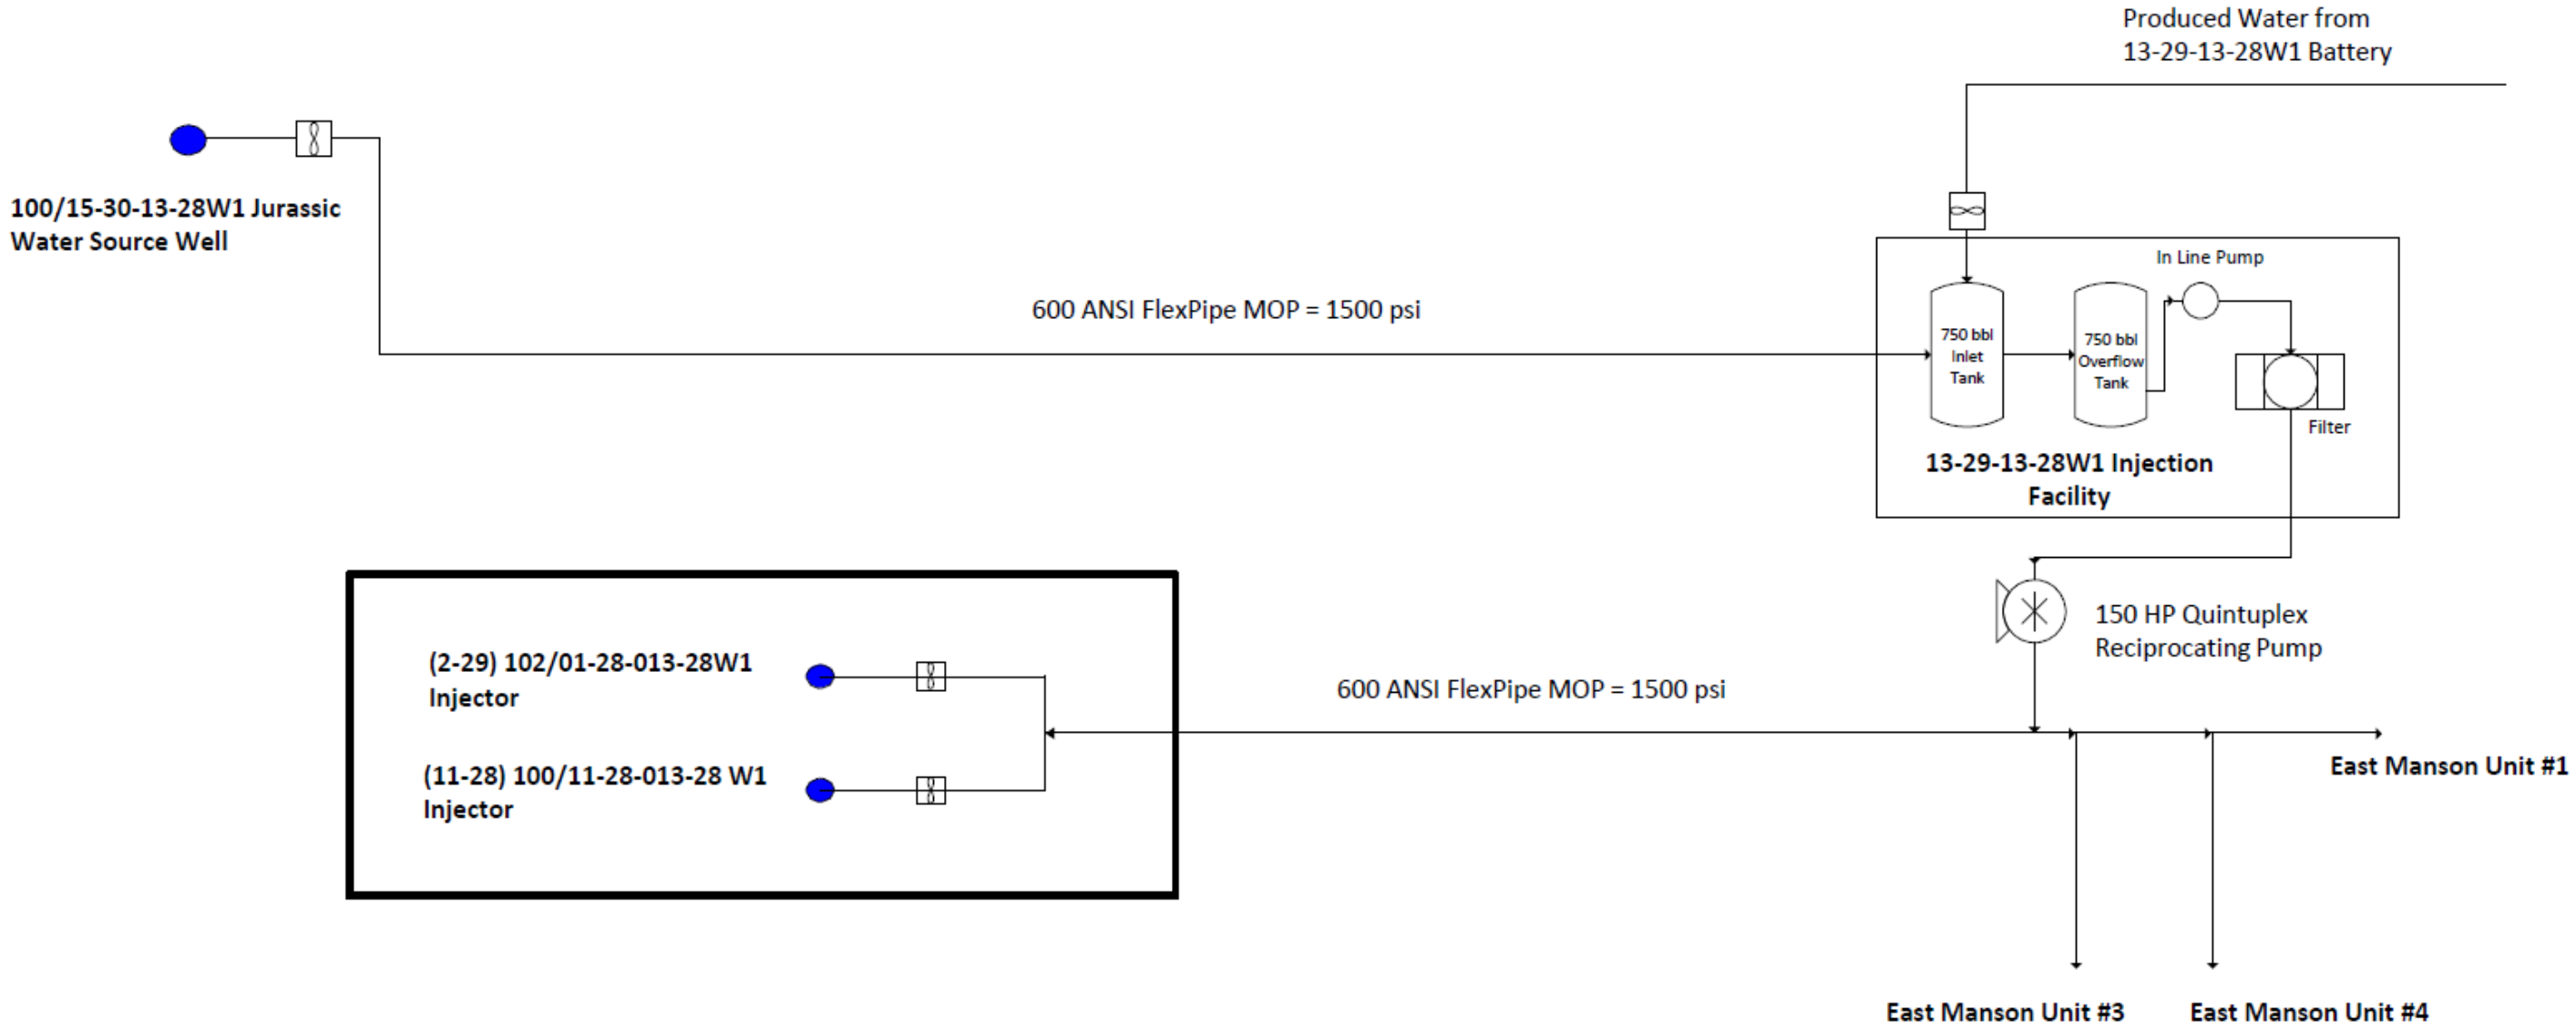 Produced Water from
13-29-13-28W1 Battery
100/15-30-13-28W1 Jurassic
Water Source Well
600 ANSI FlexPipe MOP = 1500 psi
In Line Pump
750 bbl
Inlet
Tank
750 bbl
Overflow
Tank
Filter
13-29-13-28W1 Injection
Facility
150 HP Quintuplex
Reciprocating Pump
(2-29) 102/01-28-013-28W1
Injector
600 ANSI FlexPipe MOP = 1500 psi
(11-28) 100/11-28-013-28 W1
Injector
East Manson Unit #1
East Manson Unit #3
East Manson Unit #4